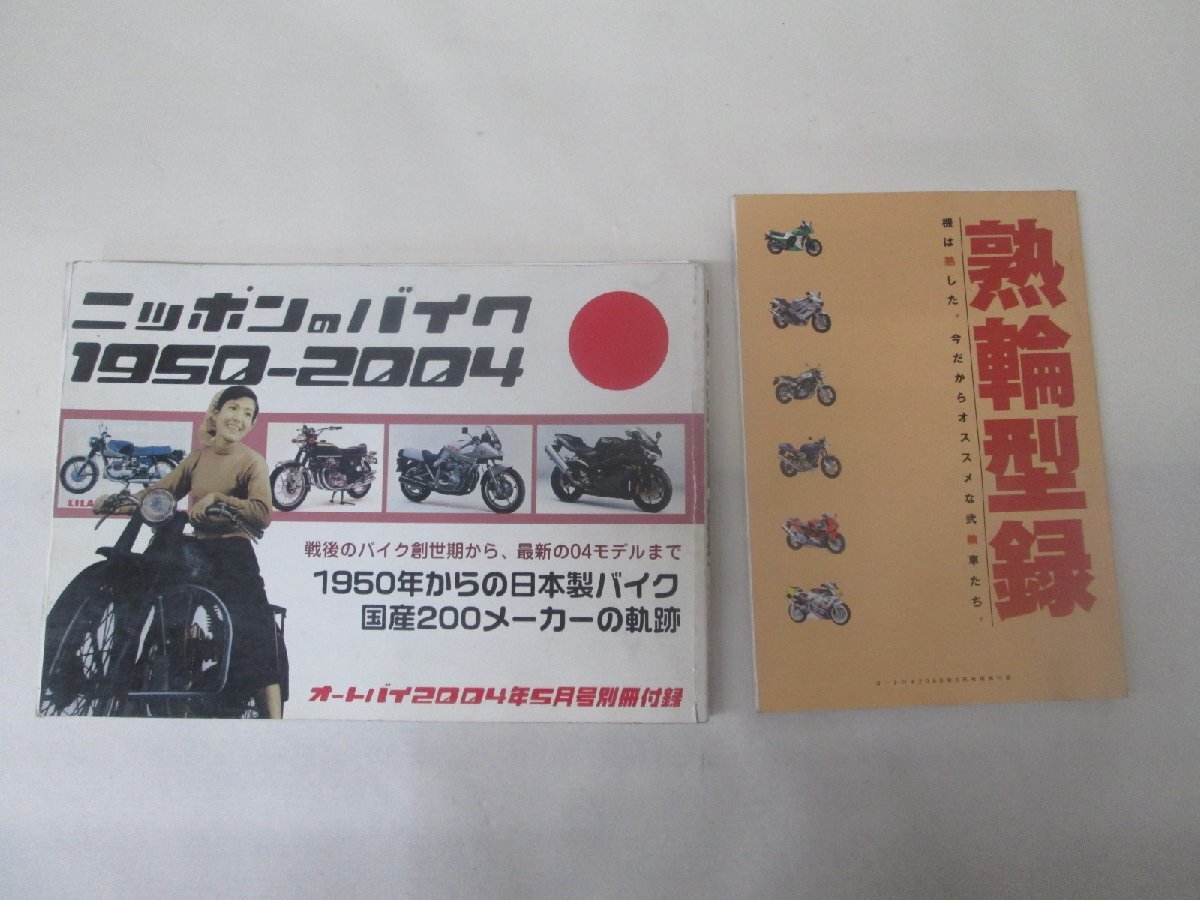 ニッポンのバイク
1950-2004
LILA
戦後のバイク創世期から、最新の04モデルまで
1950年からの日本製バイク
国産200メーカーの軌跡
オートバイ2004年5月号別冊付録
熟輪型録
機は熟した。今だからオススメな弐輪車たち。